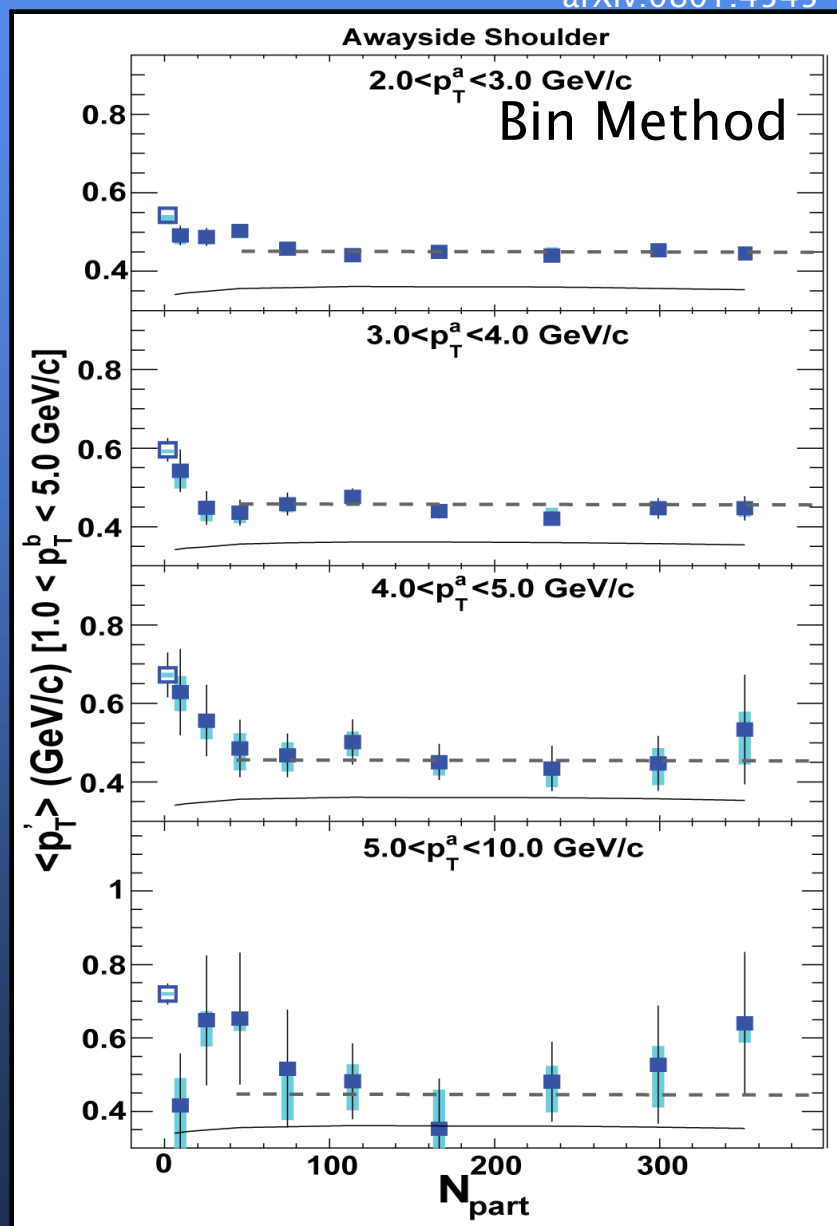 Awayside Shoulder
2.0<p_T^a<3.0 GeV/c
Bin Method
0.8
0.6
0.4
3.0<p_T^a<4.0 GeV/c
0.8
0.6
0.4
4.0<p_T^a<5.0 GeV/c
0.8
0.6
0.4
5.0<p_T^a<10.0 GeV/c
1
0.8
0.6
0.4
0 100 200 300
N_part
<p_T^'> (GeV/c) [1.0 < p_T^b < 5.0 GeV/c]